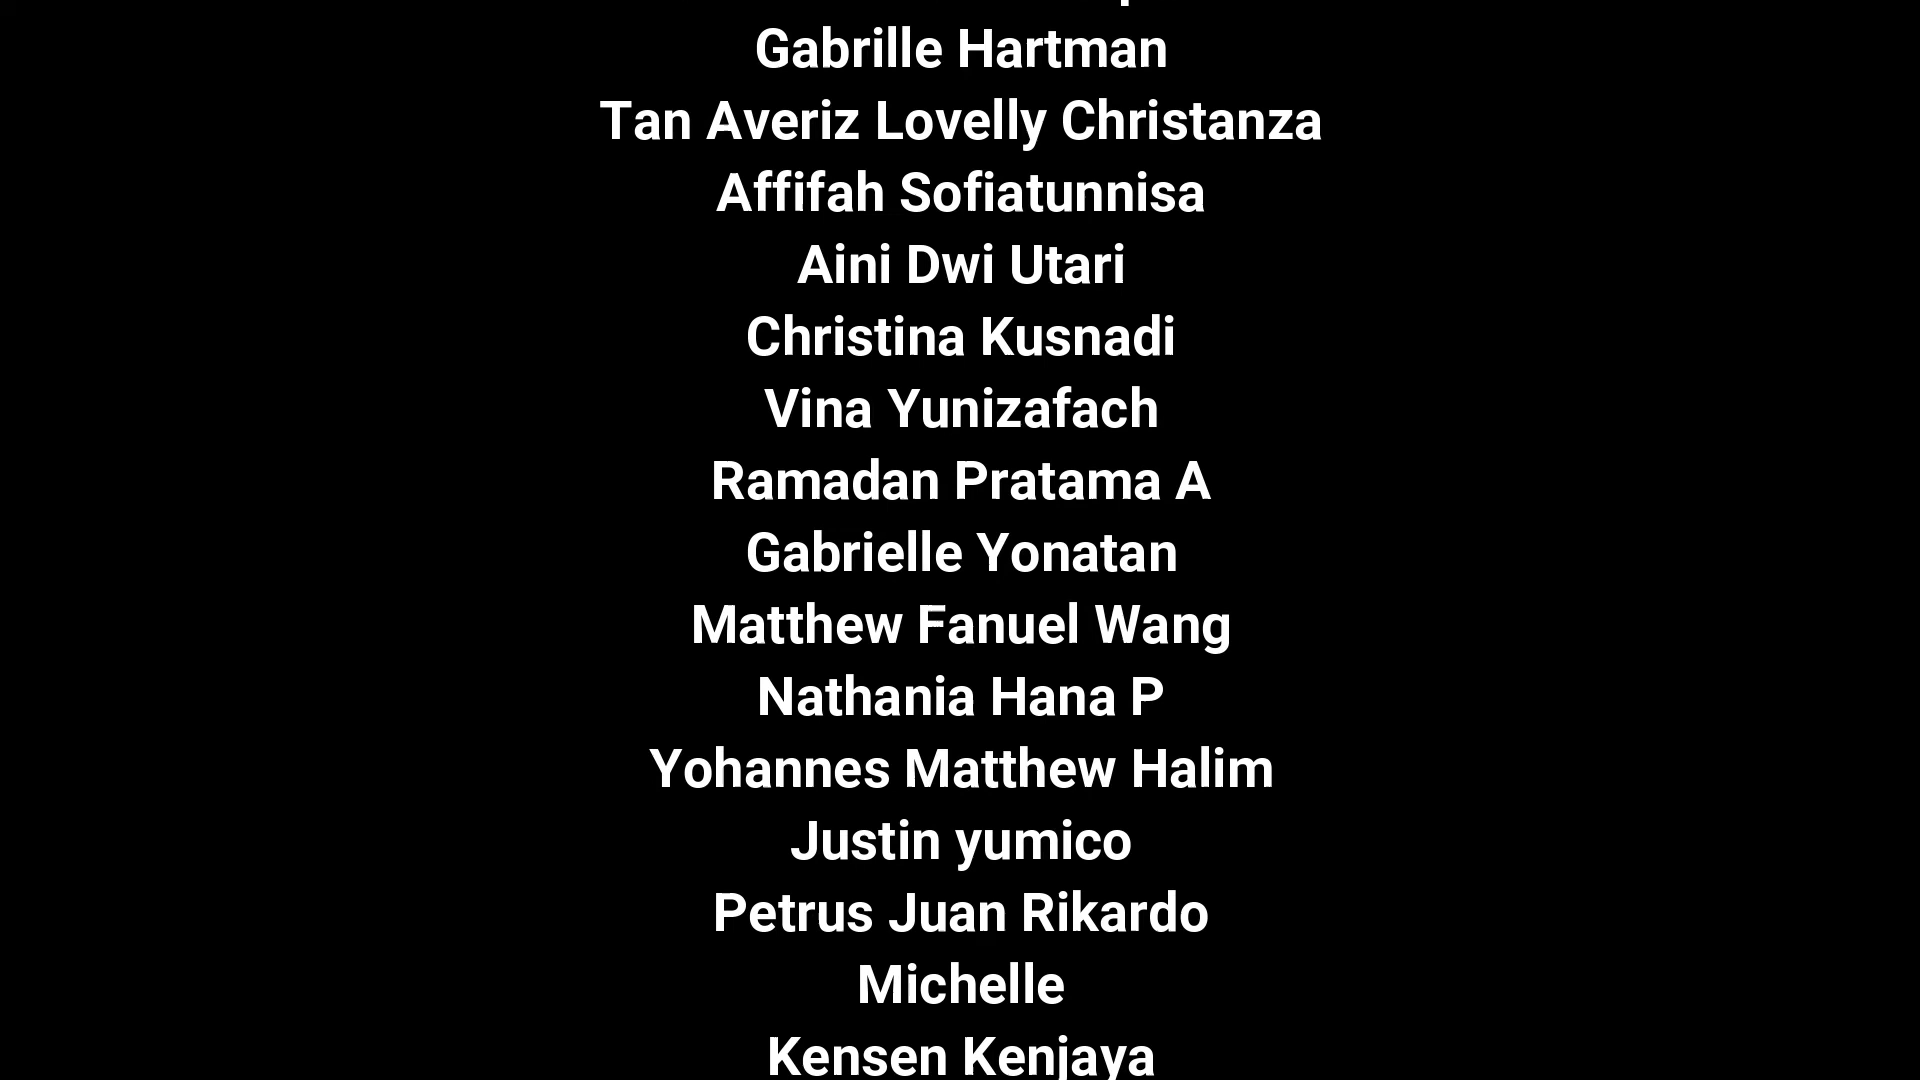 Gabrille Hartman
Tan Averiz Lovelly Christanza
Affifah Sofiatunnisa
Aini Dwi Utari
Christina Kusnadi
Vina Yunizafach
Ramadan Pratama A
Gabrielle Yonatan
Matthew Fanuel Wang
Nathania Hana P
Yohannes Matthew Halim
Justin yumico
Petrus Juan Rikardo
Michelle
Kensen Kenjaya